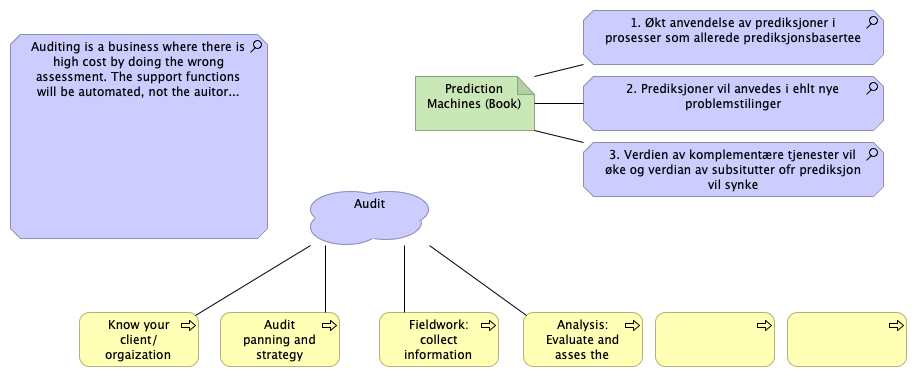 Auditing is a business where there is
high cost by doing the wrong
assessment. The support functions
will be automated, not the auitor...
Prediction
Machines (Book)
1. Økt anvendelse av prediksjoner i
prosesser som allerede prediksjonsbasertee
2. Prediksjoner vil anvedes i ehlt nye
problemstilinger
3. Verdien av komplementære tjenester vil
øke og verdian av subsitutter ofr prediksjon
vil synke
Audit
Know your
client/
orgaization
Audit
panning and
strategy
Fieldwork:
collect
information
Analysis:
Evaluate and
asses the